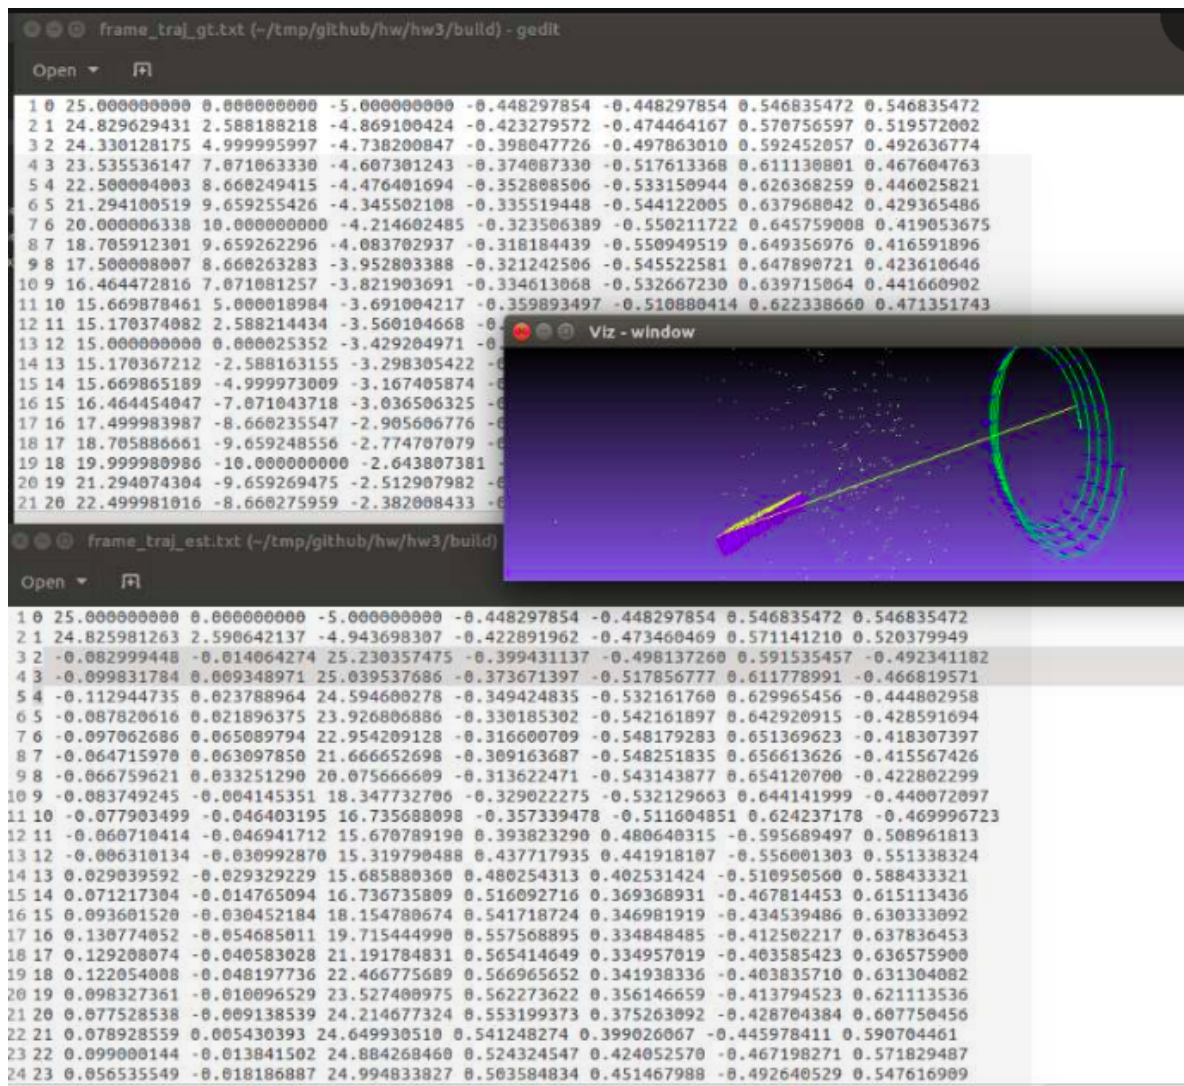 frame_traj_gt.txt (~/tmp/github/hw/hw3/build) - gedit
Open
1 0 25.000000000 0.000000000 -5.000000000 -0.448297854 -0.448297854 0.546835472 0.546835472
2 1 24.829629431 2.588188218 -4.869100424 -0.423279572 -0.474464167 0.570756597 0.519572002
3 2 24.330128175 4.999995997 -4.738200847 -0.398047726 -0.497863010 0.592452057 0.492636774
4 3 23.535536147 7.071063330 -4.607301243 -0.374087330 -0.517613368 0.611130801 0.467604763
5 4 22.500004003 8.660249415 -4.476401694 -0.352808506 -0.533150944 0.626368259 0.446025821
6 5 21.294100519 9.659255426 -4.345502108 -0.335519448 -0.544122005 0.637968042 0.429365486
7 6 20.000006338 10.000000000 -4.214602485 -0.323506389 -0.550211722 0.645759008 0.419053675
8 7 18.705912301 9.659262296 -4.083702937 -0.318184439 -0.550949519 0.649356976 0.416591896
9 8 17.500008007 8.660263283 -3.952803388 -0.321242506 -0.545522581 0.647890721 0.423610646
10 9 16.464472816 7.071081257 -3.821903691 -0.334613068 -0.532667230 0.639715064 0.441660902
11 10 15.669878461 5.000018984 -3.691004217 -0.359893497 -0.510880414 0.622338660 0.471351743
12 11 15.170374082 2.588214434 -3.560104668 -0.
13 12 15.000000000 0.000025352 -3.429204971 -0.
14 13 15.170367212 -2.588163155 -3.298305422
15 14 15.669865189 -4.999973009 -3.167405874
16 15 16.464454047 -7.071043718 -3.036506325
17 16 17.499983987 -8.660235547 -2.905606776
18 17 18.705886661 -9.659248556 -2.774707079
19 18 19.999980986 -10.000000000 -2.643807381 -
20 19 21.294074304 -9.659269475 -2.512907982
21 20 22.499981016 -8.660275959 -2.382008433
Viz - window
frame_traj_est.txt (~/tmp/github/hw/hw3/build)
Open
1 0 25.000000000 0.000000000 -5.000000000 -0.448297854 -0.448297854 0.546835472 0.546835472
2 1 24.825981263 2.590642137 -4.943698307 -0.422891962 -0.473460469 0.571141210 0.520379949
3 2 -0.082999448 -0.014064274 25.230357475 -0.399431137 -0.498137260 0.591535457 -0.492341182
4 3 -0.099831784 0.009348971 25.039537686 -0.373671397 -0.517856777 0.611778991 -0.466819571
5 4 -0.112944735 0.023788964 24.594600278 -0.349424835 -0.532161760 0.629965456 -0.444802958
6 5 -0.087820616 0.021896375 23.926806886 -0.330185302 -0.542161897 0.642920915 -0.428591694
7 6 -0.097062686 0.065089794 22.954209128 -0.316600709 -0.548179283 0.651369623 -0.418307397
8 7 -0.064715970 0.063097850 21.666652698 -0.309163687 -0.548251835 0.656613626 -0.415567426
9 8 -0.066759621 0.033251290 20.075666609 -0.313622471 -0.543143877 0.654120700 -0.422802299
10 9 -0.083749245 -0.004145351 18.347732706 -0.329022275 -0.532129663 0.644141999 -0.440072097
11 10 -0.077903499 -0.046403195 16.735688098 -0.357339478 -0.511604851 0.624237178 -0.469996723
12 11 -0.060710414 -0.046941712 15.670789190 0.393823290 0.480640315 -0.595689497 0.508961813
13 12 -0.006310134 -0.030992870 15.319790488 0.437717935 0.441918107 -0.556001303 0.551338324
14 13 0.029039592 -0.029329229 15.685880360 0.480254313 0.402531424 -0.510950560 0.588433321
15 14 0.071217304 -0.014765094 16.736735809 0.516092716 0.369368931 -0.467814453 0.615113436
16 15 0.093601520 -0.030452184 18.154780674 0.541718724 0.346981919 -0.434539486 0.630333092
17 16 0.130774052 -0.054685011 19.715444990 0.557568895 0.334848485 -0.412502217 0.637836453
18 17 0.129208074 -0.040583028 21.191784831 0.565414649 0.334957019 -0.403585423 0.636575900
19 18 0.122054008 -0.048197736 22.466775689 0.566965652 0.341938336 -0.403835710 0.631304082
20 19 0.098327361 -0.010096529 23.527400975 0.562273622 0.356146659 -0.413794523 0.621113536
21 20 0.077528538 -0.009138539 24.214677324 0.553199373 0.375263092 -0.428704384 0.607750456
22 21 0.078928559 0.005430393 24.649930510 0.541248274 0.399026067 -0.445978411 0.590704461
23 22 0.099000144 -0.013841502 24.884268460 0.524324547 0.424052570 -0.467198271 0.571829487
24 23 0.056535549 -0.018186887 24.994833827 0.503584834 0.451467988 -0.492640529 0.547616909